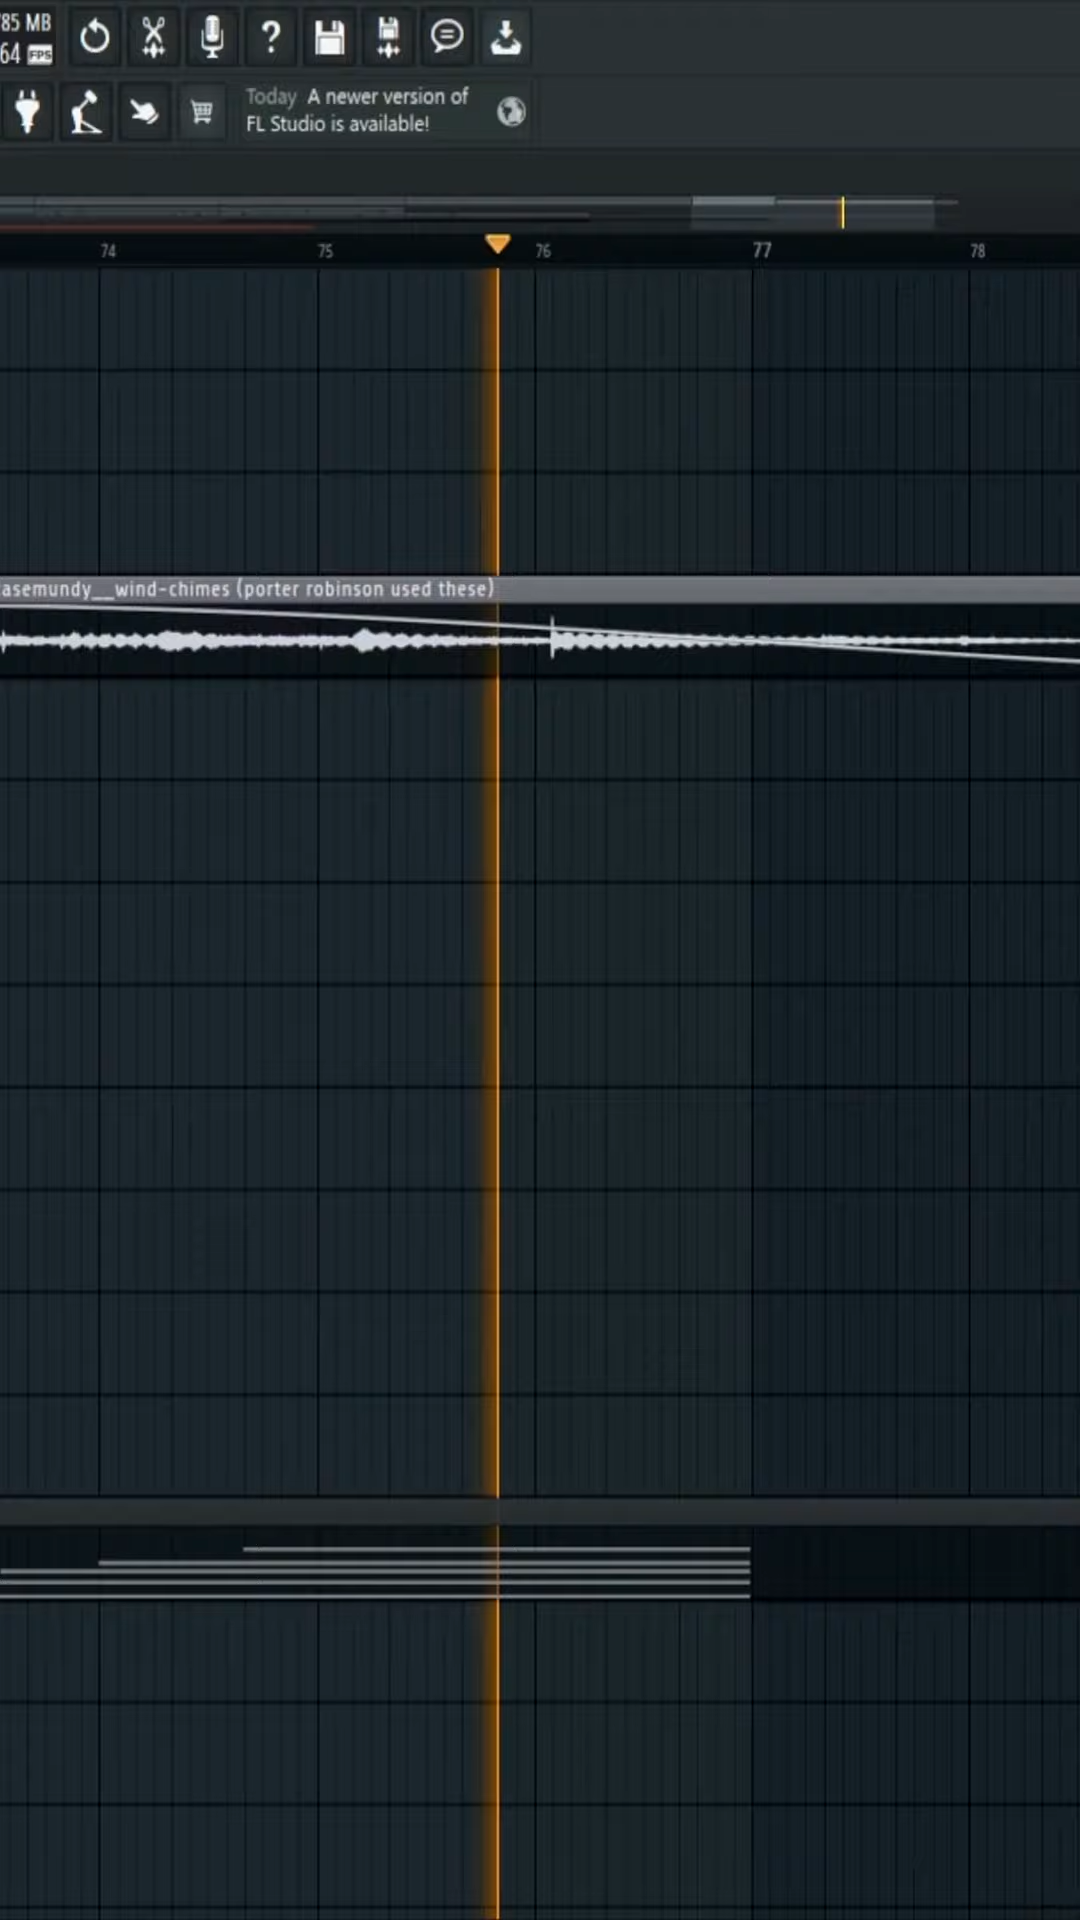 785 MB
64 FPS
?
Today A newer version of
FL Studio is available!
74 75 76 77 78
asemundy__wind-chimes (porter robinson used these)